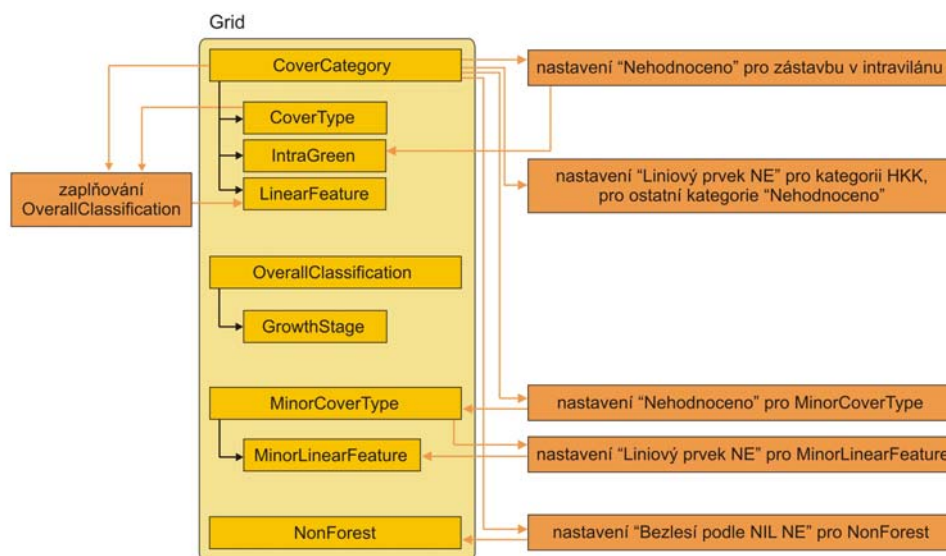 Grid
CoverCategory
CoverType
IntraGreen
LinearFeature
zaplňování
OverallClassification
OverallClassification
GrowthStage
MinorCoverType
MinorLinearFeature
NonForest
nastavení “Nehodnoceno” pro zástavbu v intravilánu
nastavení “Liniový prvek NE” pro kategorii HKK,
pro ostatní kategorie “Nehodnoceno”
nastavení “Nehodnoceno” pro MinorCoverType
nastavení “Liniový prvek NE” pro MinorLinearFeature
nastavení “Bezlesí podle NIL NE” pro NonForest